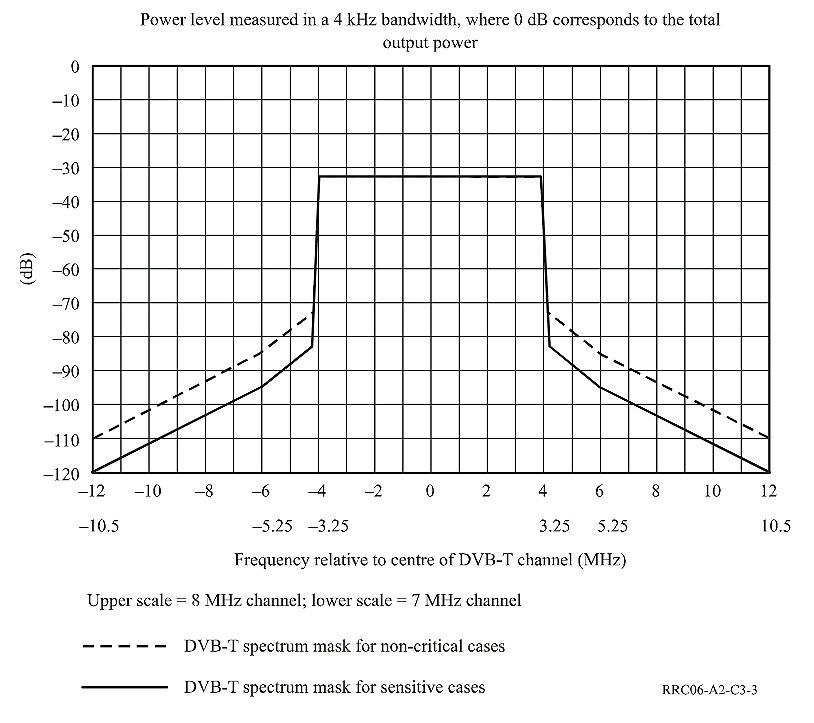 Power level measured in a 4 kHz bandwidth, where 0 dB corresponds to the total
output power
0
–10
–20
–30
–40
–50
–60
–70
–80
–90
–100
–110
–120
(dB)
–12 –10 –8 –6 –4 –2 0 2 4 6 8 10 12
–10.5 –5.25 –3.25 3.25 5.25 10.5
Frequency relative to centre of DVB-T channel (MHz)
Upper scale = 8 MHz channel; lower scale = 7 MHz channel
DVB-T spectrum mask for non-critical cases
DVB-T spectrum mask for sensitive cases
RRC06-A2-C3-3